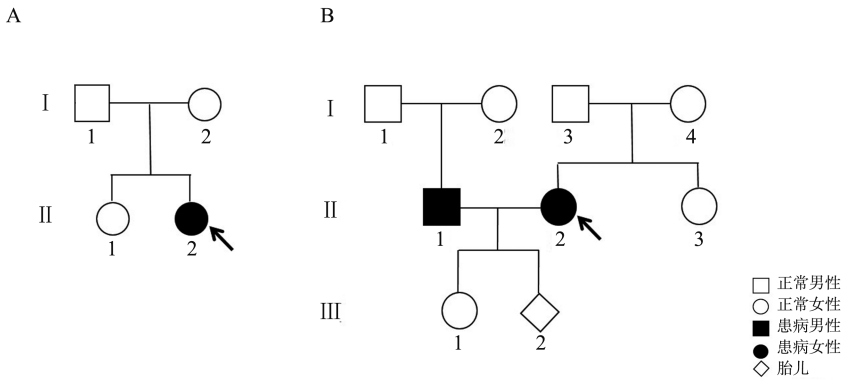 A B
Ⅰ 1 2 Ⅰ 1 2 3 4
Ⅱ 1 2 Ⅱ 1 2 3
Ⅲ 1 2
正常男性
正常女性
患病男性
患病女性
胎儿